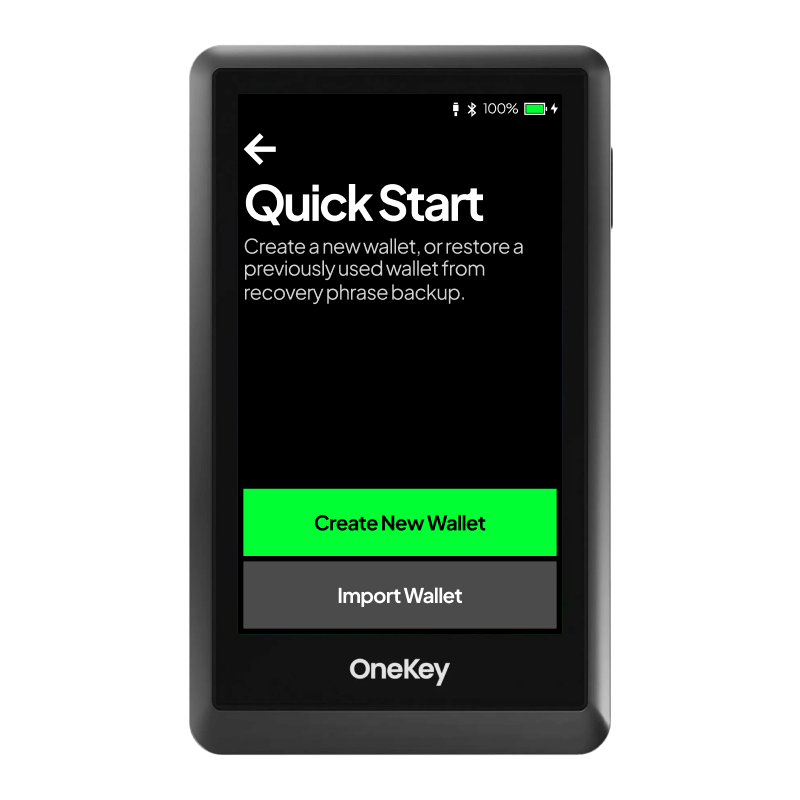 100%
Quick Start
Create a new wallet, or restore a
previously used wallet from
recovery phrase backup.
Create New Wallet
Import Wallet
OneKey